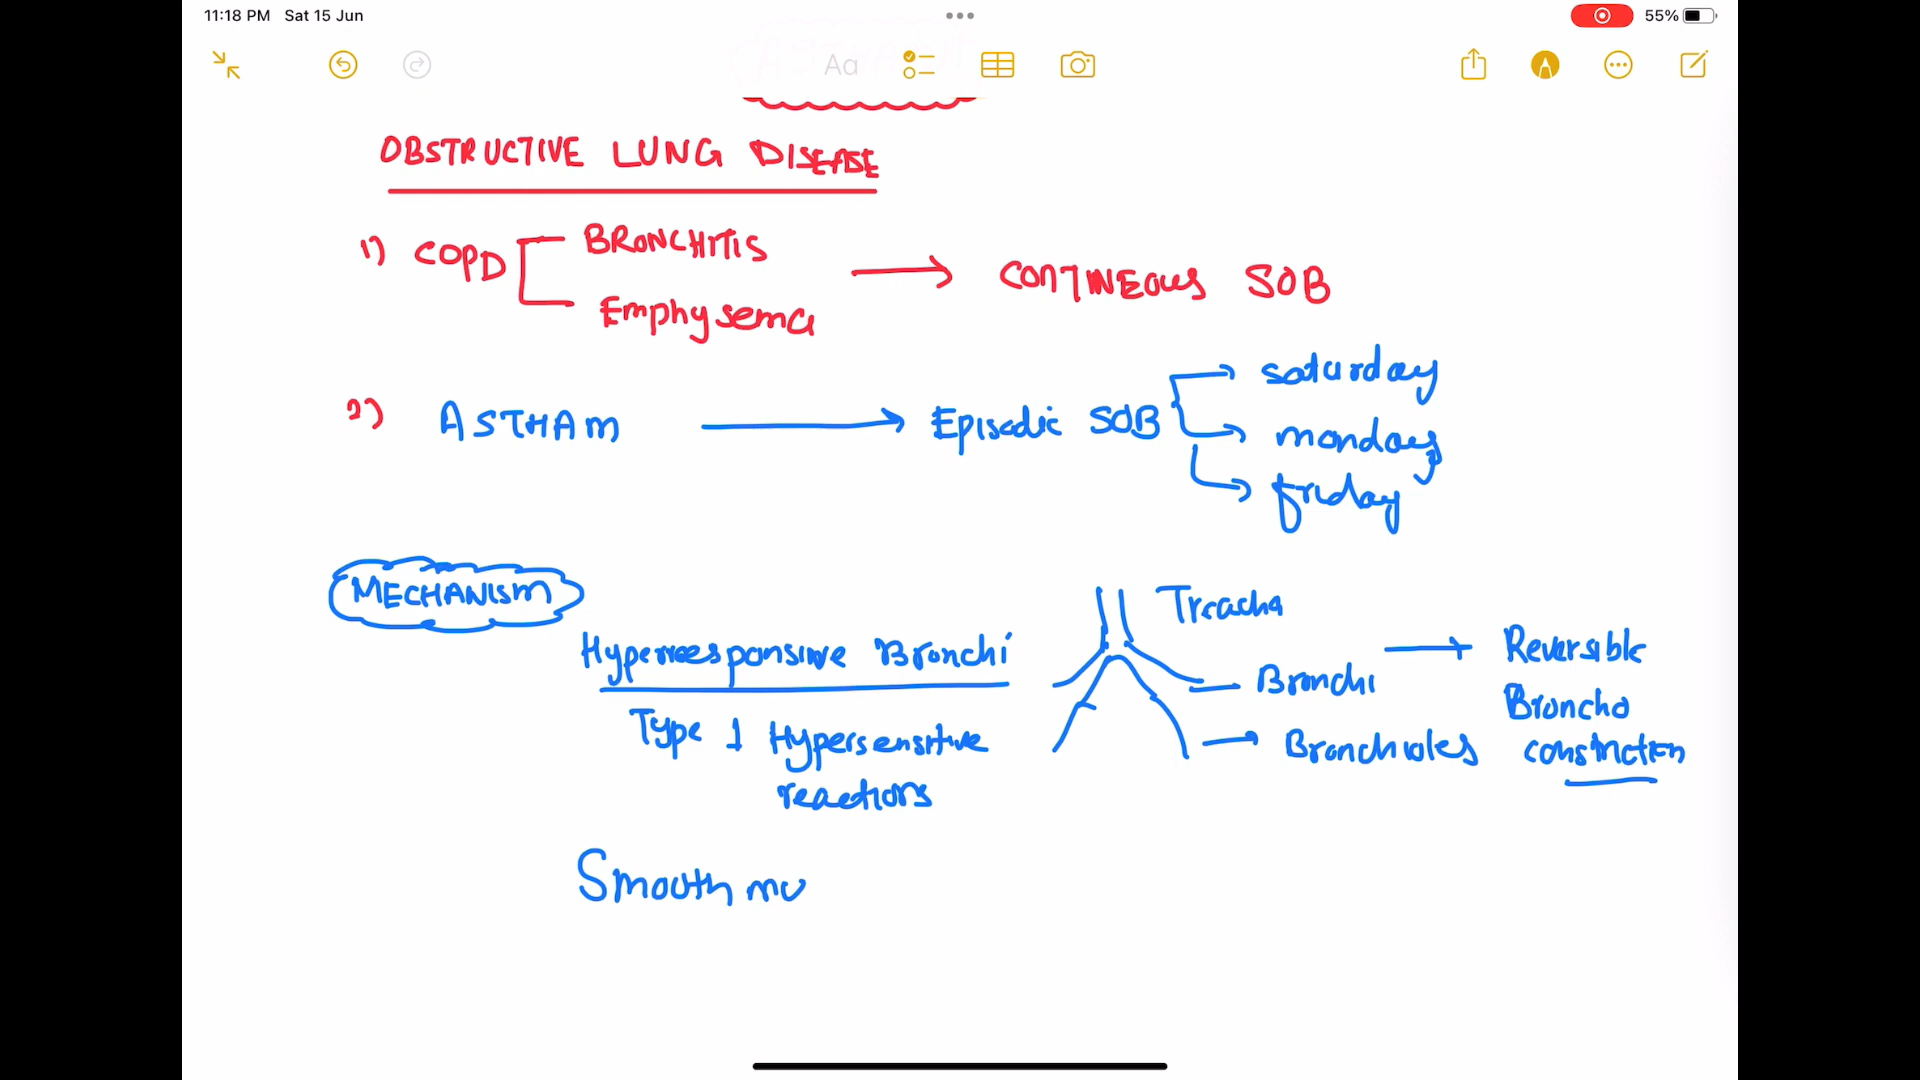 11:18 PM Sat 15 Jun
55%
Aa
OBSTRUCTIVE LUNG DISEASE
1) COPD
BRONCHITIS
Emphysema
CONTINEOUS SOB
2) ASTHAM
Episodic SOB
saturday
monday
friday
MECHANISM
Hyperresponsive Bronchi
Type 1 Hypersensitive
reactions
Treacha
Bronchi
Bronchioles
Reversible
Broncho
constriction
Smooth mu